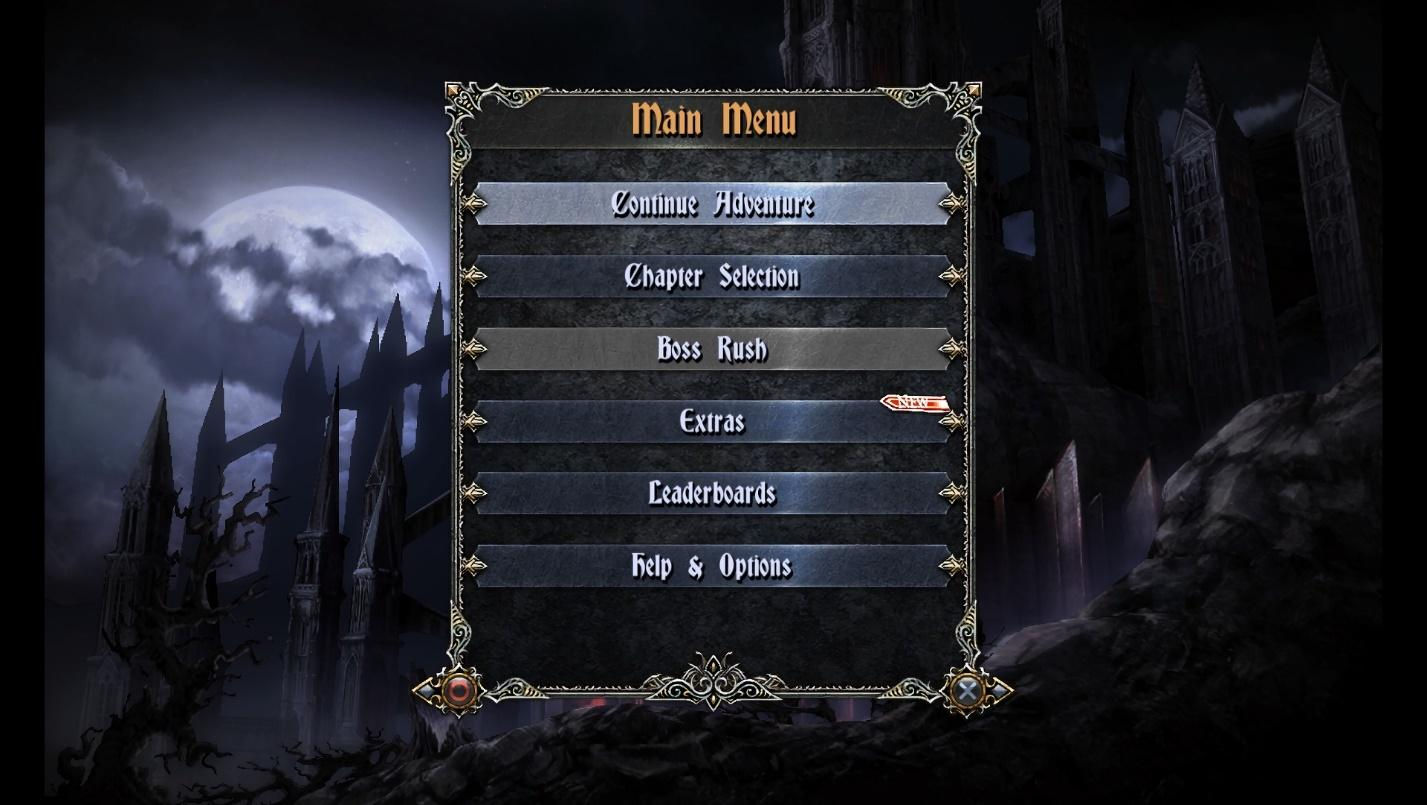 Main Menu
Continue Adventure
Chapter Selection
Boss Rush
NEW
Extras
Leaderboards
Help & Options